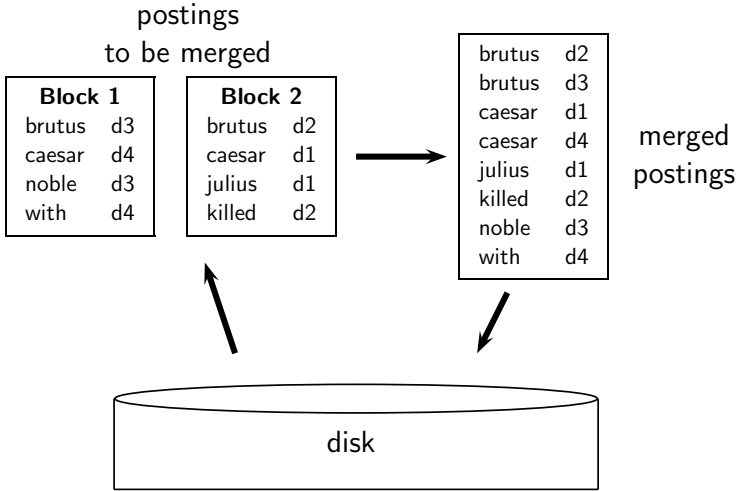 postings
to be merged
Block 1
brutus d3
caesar d4
noble d3
with d4
Block 2
brutus d2
caesar d1
julius d1
killed d2
brutus d2
brutus d3
caesar d1
caesar d4
julius d1
killed d2
noble d3
with d4
merged
postings
disk